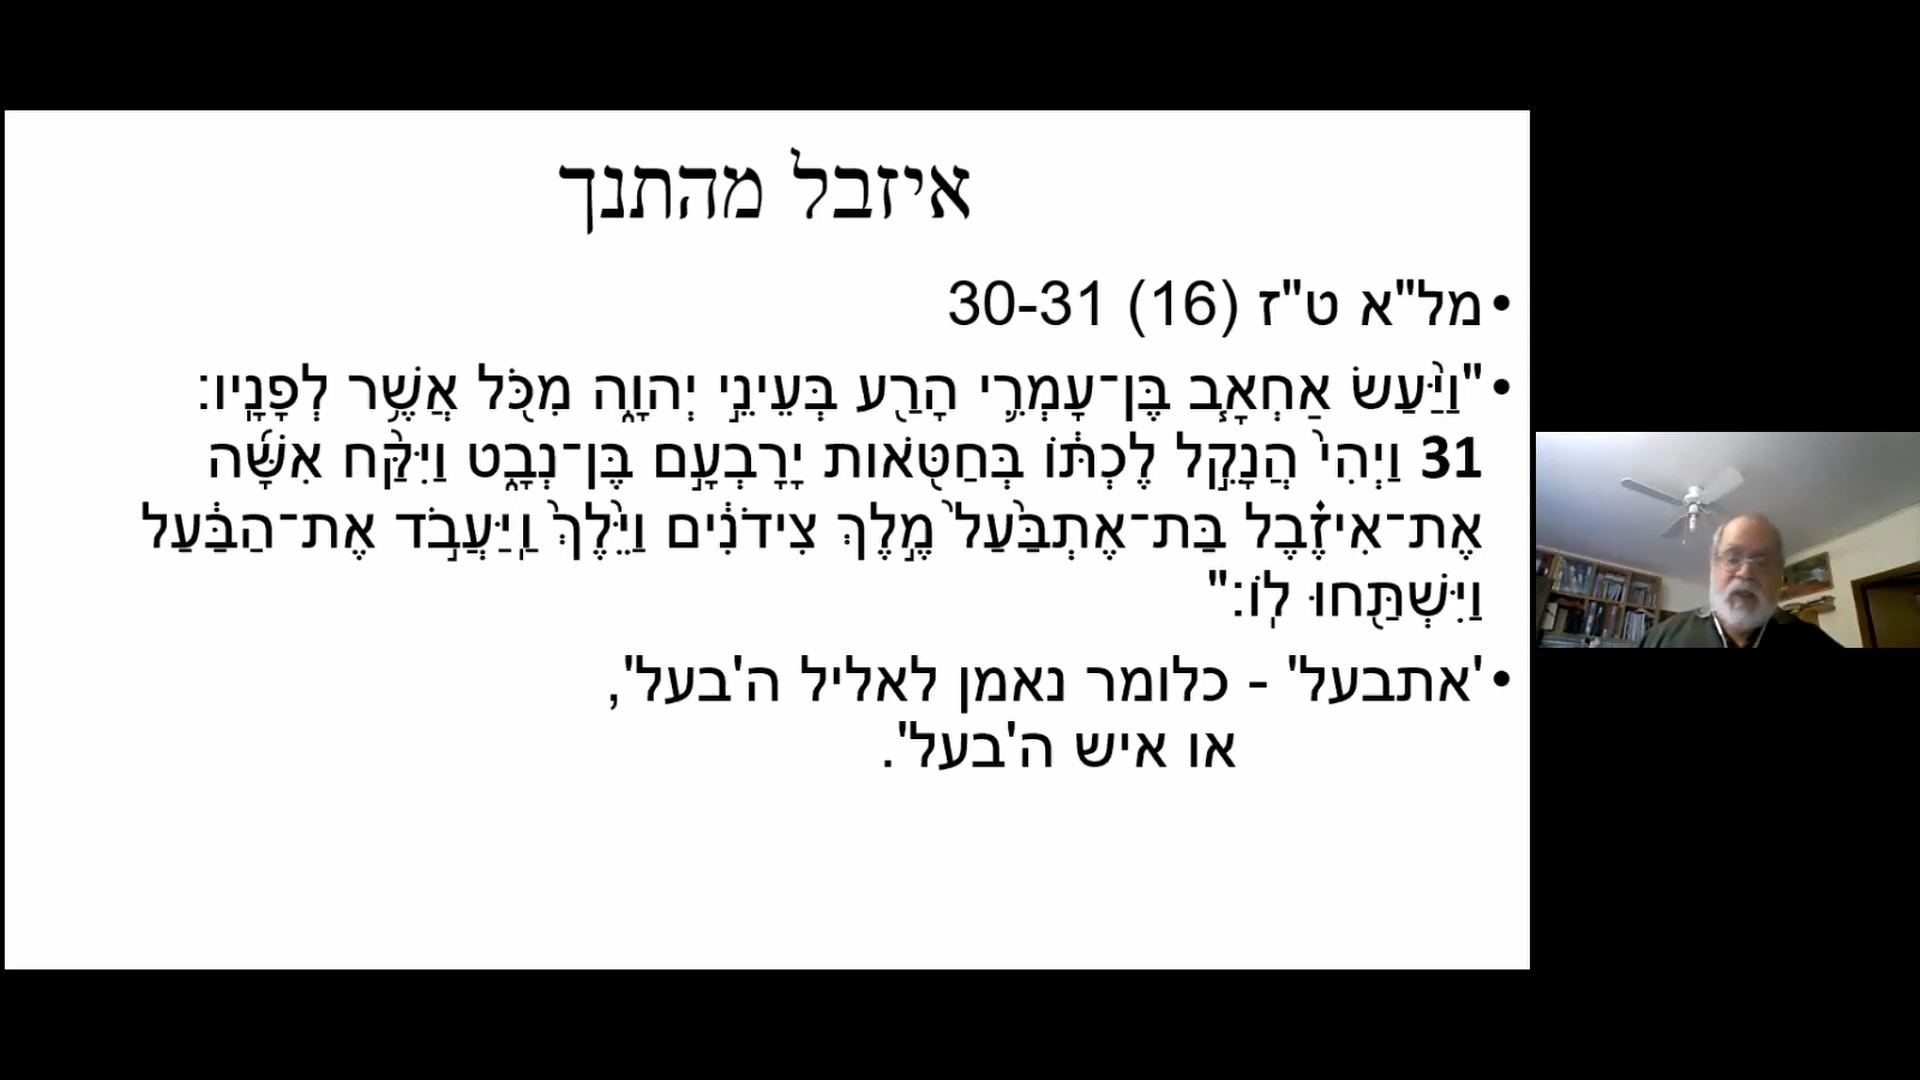 איזבל מהתנך
•מל"א ט"ז (16) 30-31
•"וַיַּ֨עַשׂ אַחְאָ֧ב בֶּן־עָמְרִ֛י הָרַ֖ע בְּעֵינֵ֣י יְהוָ֑ה מִכֹּ֖ל אֲשֶׁ֥ר לְפָנָֽיו׃
31 וַיְהִי֙ הֲנָקֵ֣ל לֶכְתּ֔וֹ בְּחַטֹּ֖אות יָרָבְעָ֣ם בֶּן־נְבָ֑ט וַיִּקַּ֨ח אִשָּׁ֜ה
אֶת־אִיזֶ֗בֶל בַּת־אֶתְבַּ֙עַל֙ מֶ֣לֶךְ צִידֹנִ֔ים וַיֵּ֙לֶךְ֙ וַֽיַּעֲבֹ֣ד אֶת־הַבַּ֔עַל
וַיִּשְׁתַּ֖חוּ לֽוֹ׃"
•'אתבעל' - כלומר נאמן לאליל ה'בעל',
או איש ה'בעל'.